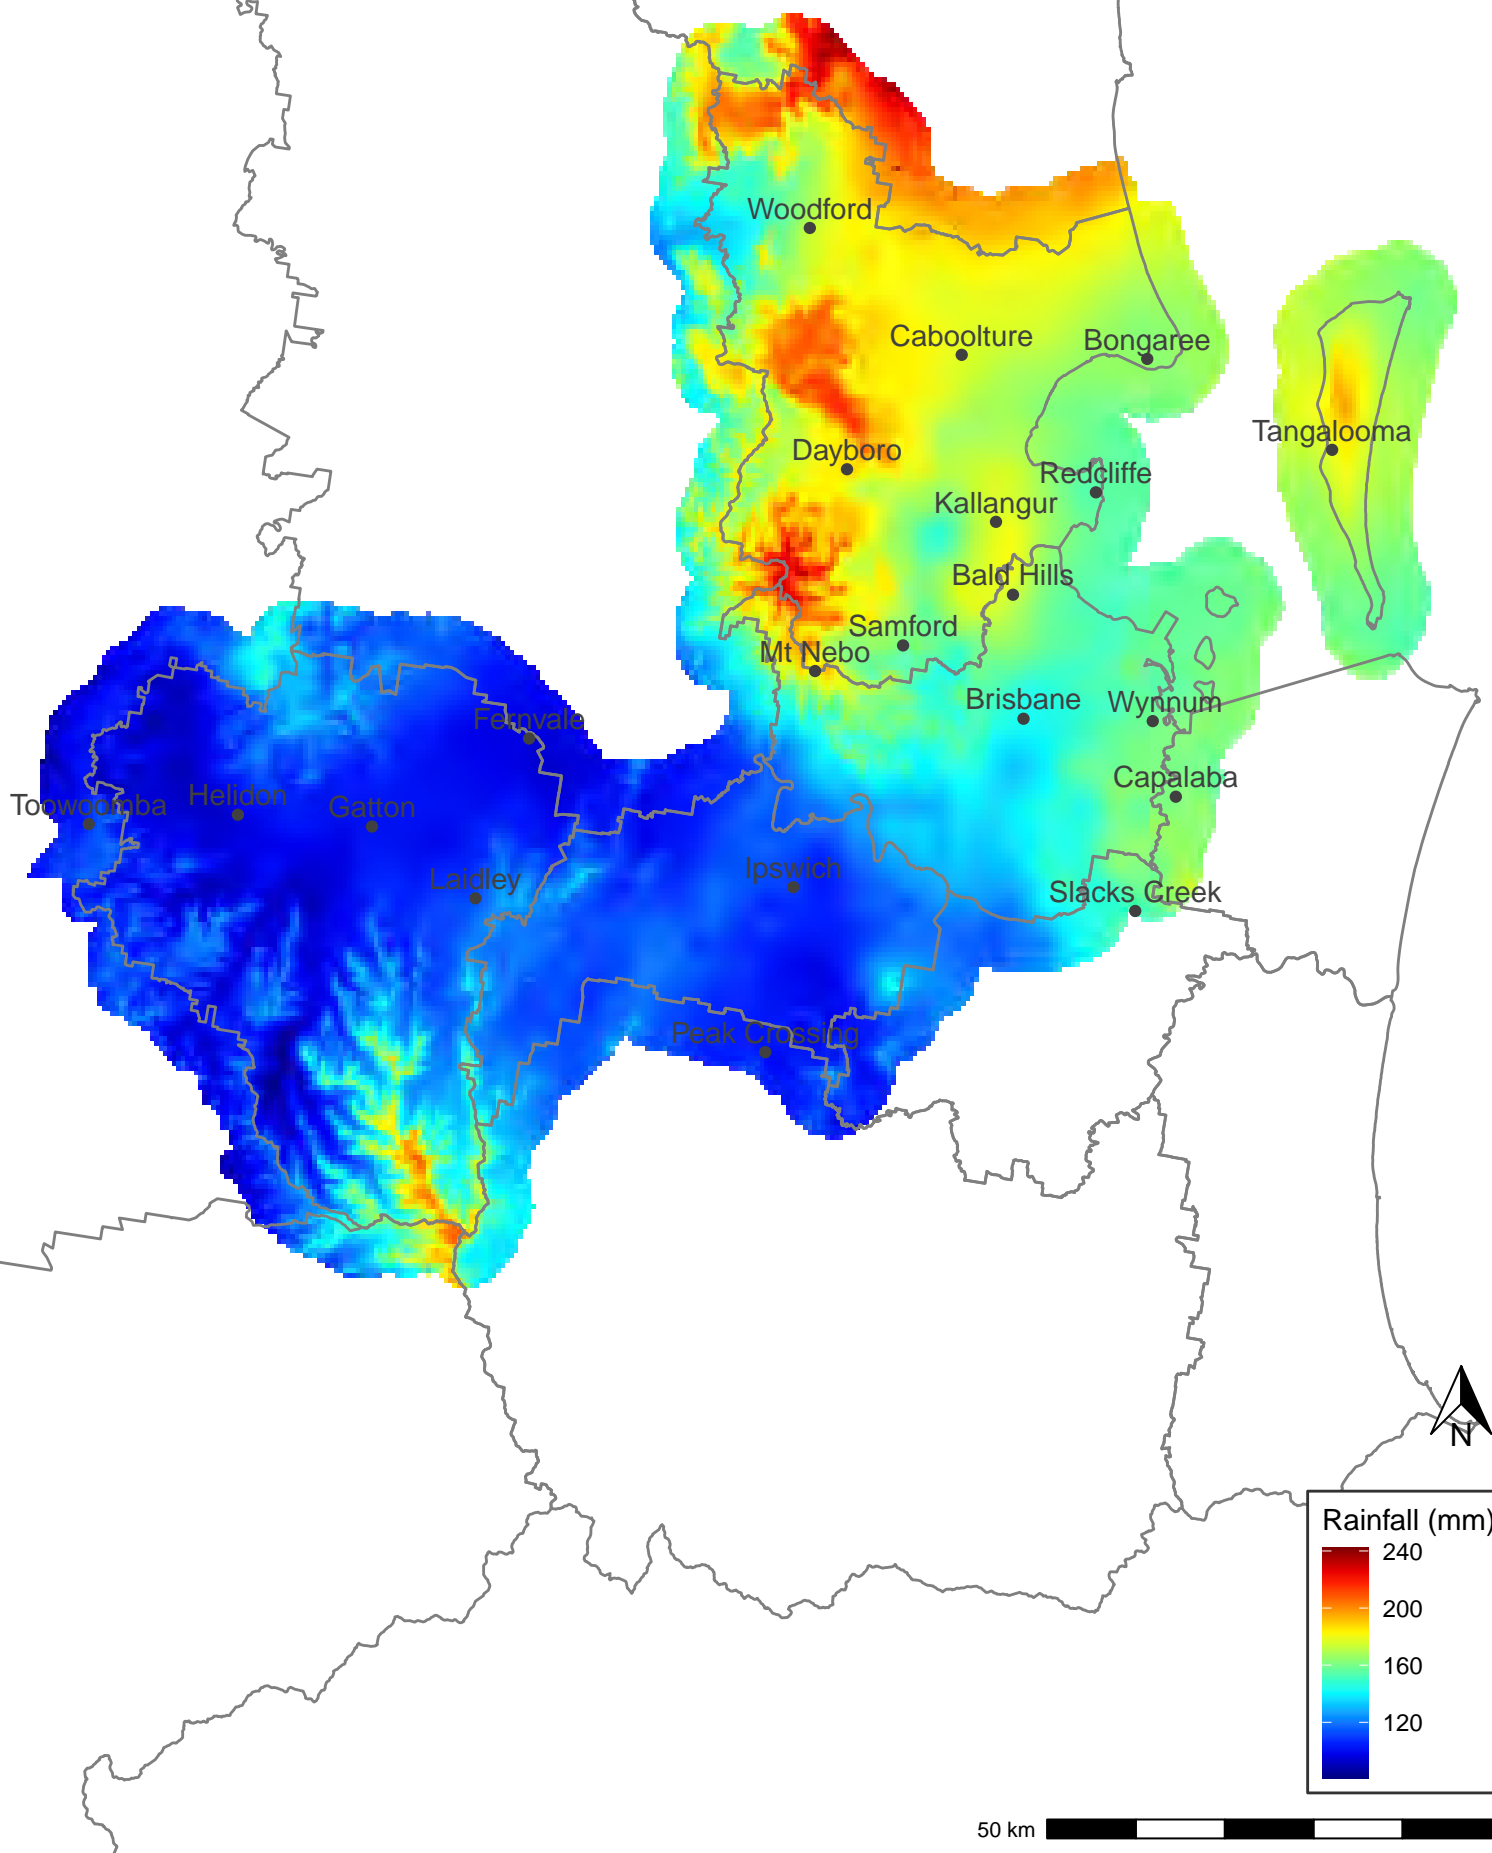 Woodford
Caboolture
Bongaree
Tangalooma
Dayboro
Redcliffe
Kallangur
Bald Hills
Samford
Mt Nebo
Brisbane
Wynnum
Fernvale
Capalaba
Toowoomba
Helidon
Gatton
Ipswich
Laidley
Slacks Creek
Peak Crossing
N
Rainfall (mm)
240
200
160
120
50 km